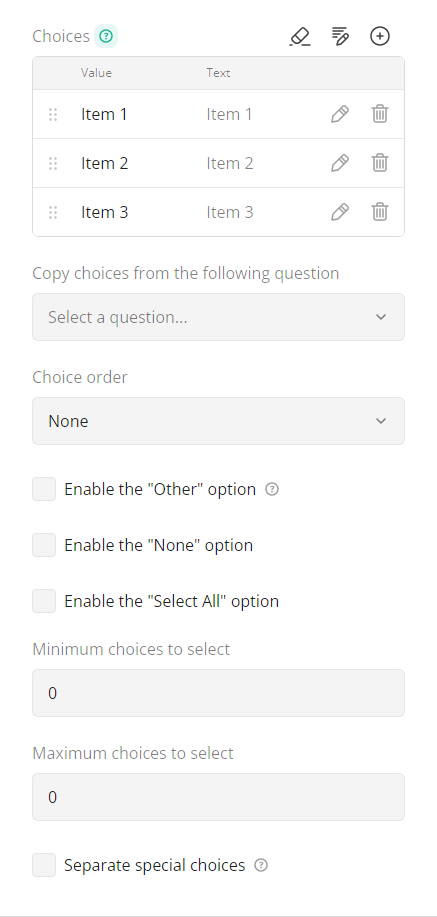 Choices
Value Text
Item 1 Item 1
Item 2 Item 2
Item 3 Item 3
Copy choices from the following question
Select a question...
Choice order
None
Enable the "Other" option
Enable the "None" option
Enable the "Select All" option
Minimum choices to select
0
Maximum choices to select
0
Separate special choices